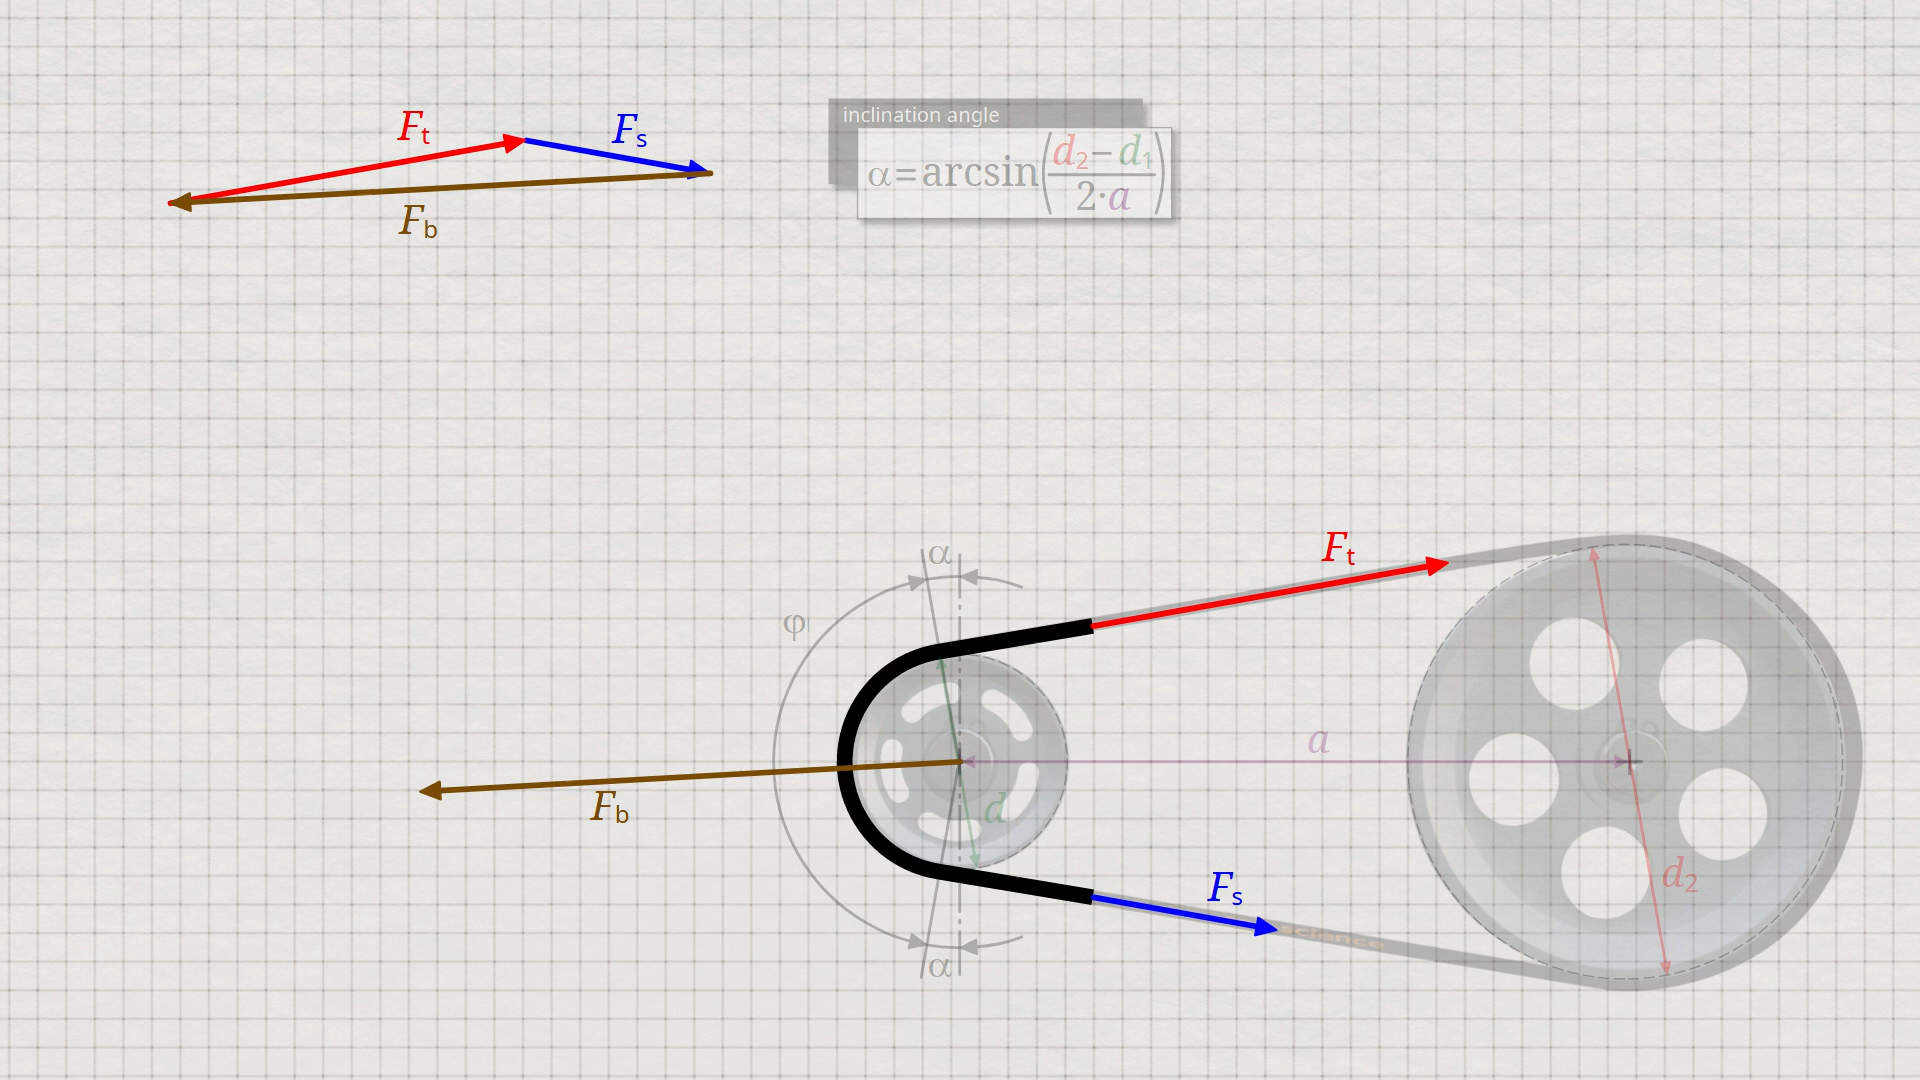 Ft
Fs
Fb
inclination angle
α=arcsin((d2−d1)/(2·a))
α
φ
Ft
a
d
Fb
Fs
d2
α